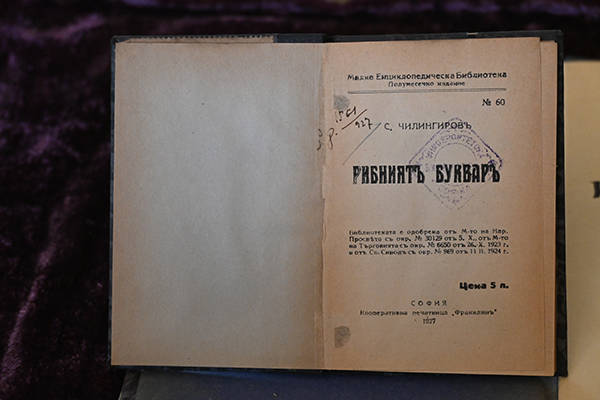 Малка Енциклопедическа Библиотека
Полумесечно издание
№ 60
С. ЧИЛИНГИРОВЪ
РИБНИЯТЪ БУКВАРЪ
Библиотеката е одобрена отъ М-то на Нар.
Просвѣта съ окр. № 30129 отъ 5. X., отъ М-то
на Търговията съ окр. № 6650 отъ 26. X. 1923 г.
и отъ Св. Синодъ съ окр. № 969 отъ 11 II. 1924 г.
Цена 5 л.
СОФИЯ
Кооперативна печатница „Франклинъ"
1927